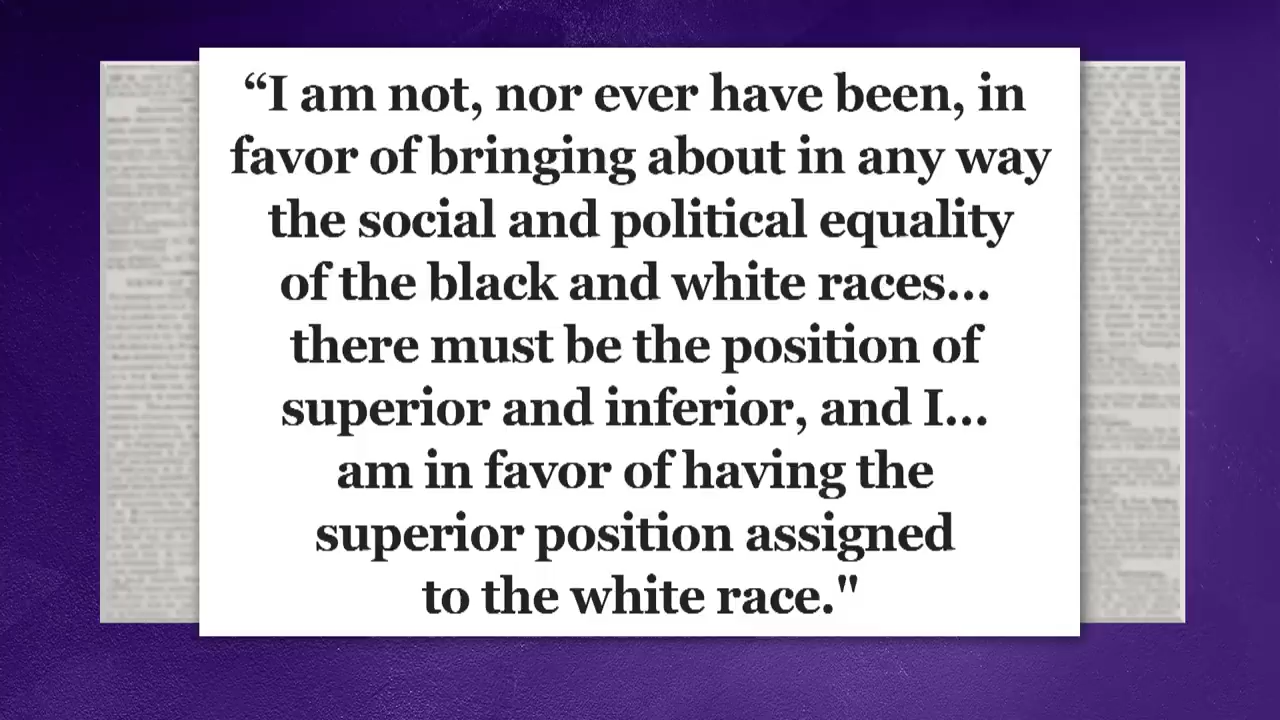 “I am not, nor ever have been, in
favor of bringing about in any way
the social and political equality
of the black and white races...
there must be the position of
superior and inferior, and I...
am in favor of having the
superior position assigned
to the white race."